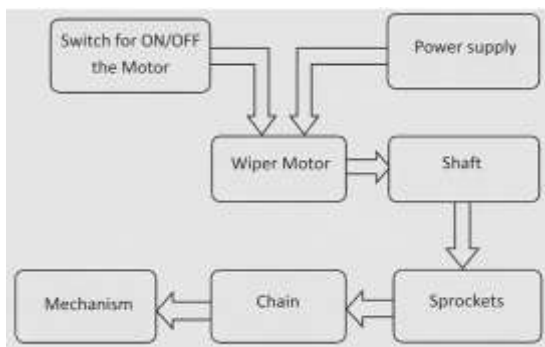 Switch for ON/OFF
the Motor
Power supply
Wiper Motor
Shaft
Mechanism
Chain
Sprockets